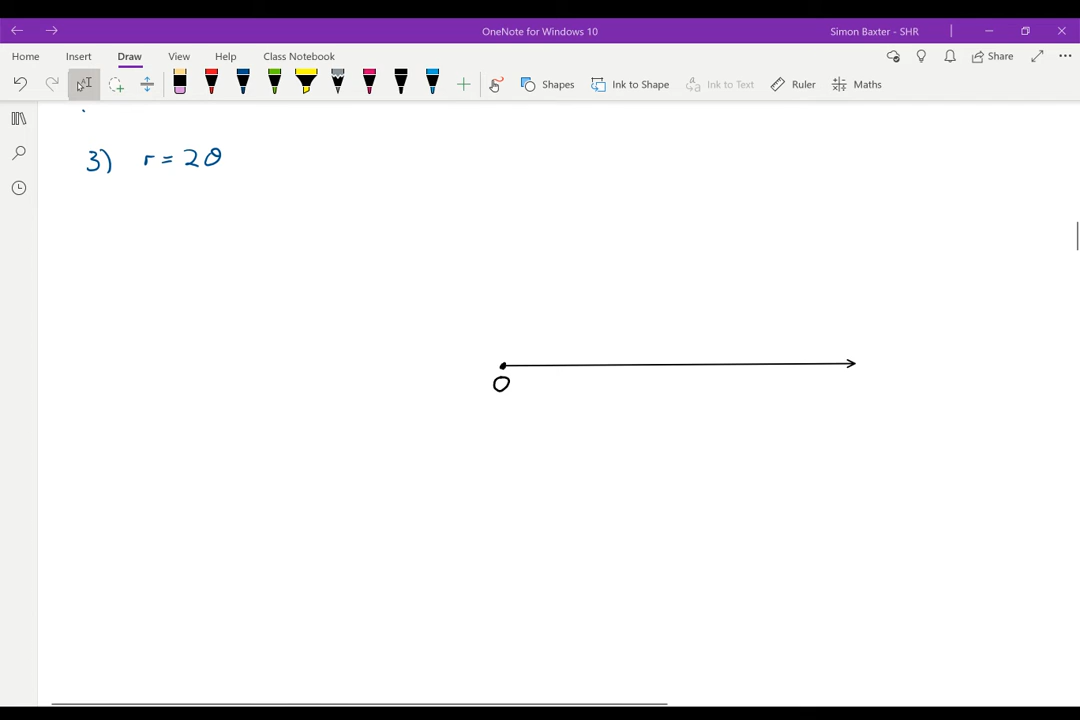 OneNote for Windows 10
Simon Baxter - SHR
Home Insert Draw View Help Class Notebook
Share
Shapes Ink to Shape Ink to Text Ruler Maths
3) r = 2θ
O